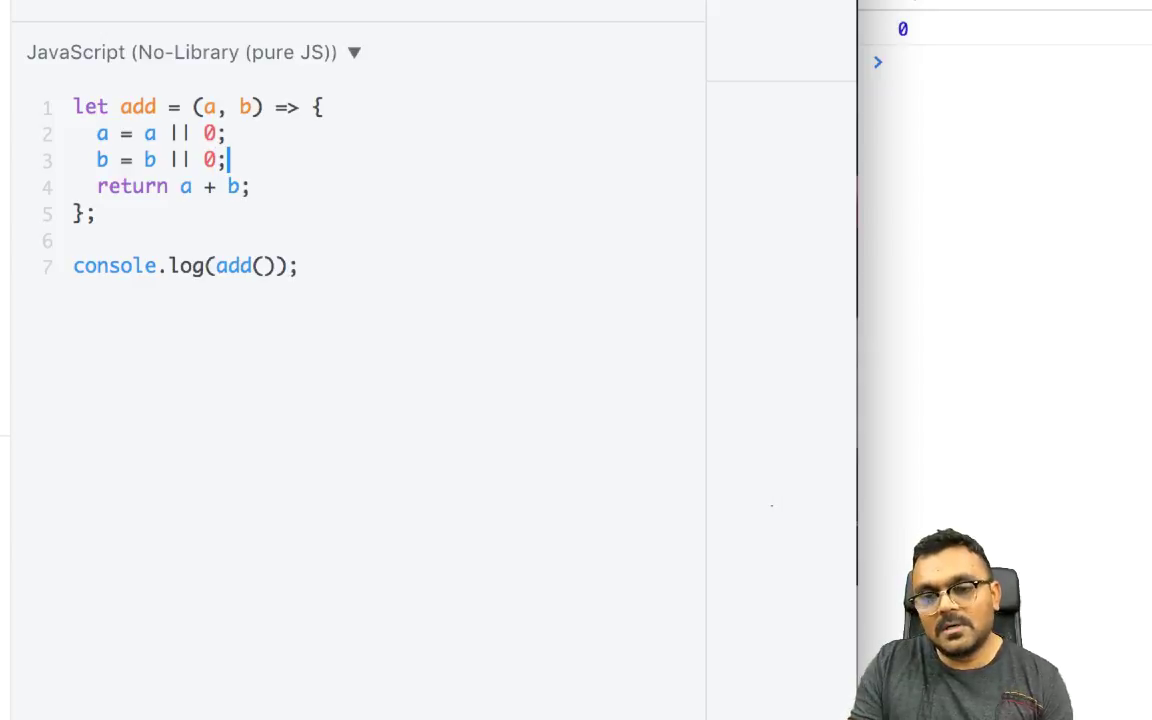 JavaScript (No-Library (pure JS)) ▼
0
>
1 let add = (a, b) => {
2 a = a || 0;
3 b = b || 0;
4 return a + b;
5 };
6
7 console.log(add());